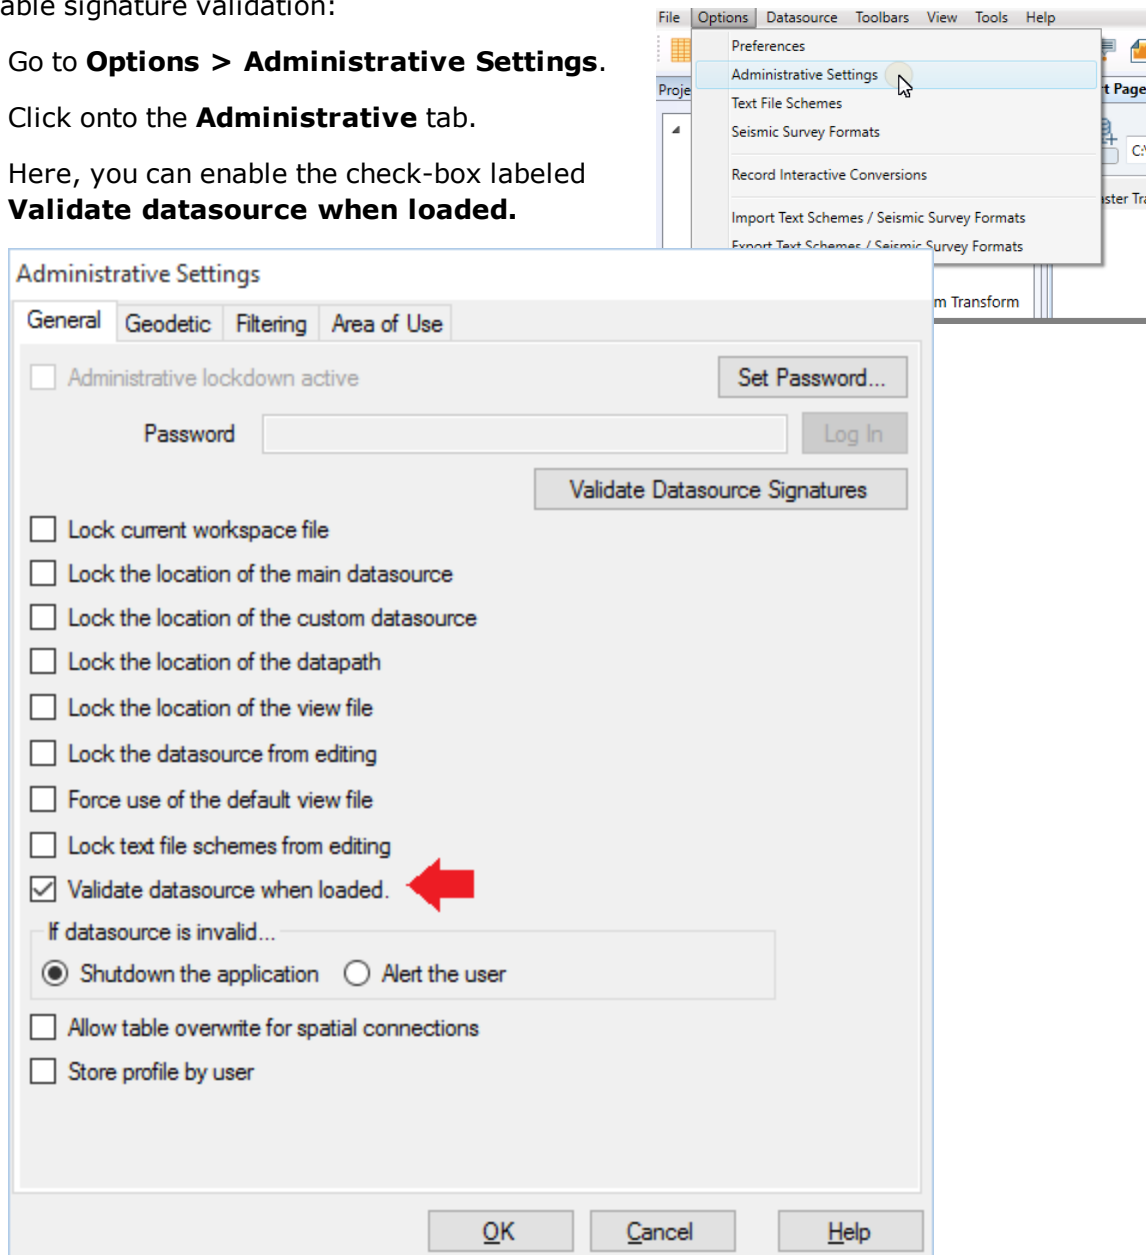 able signature validation:
Go to Options > Administrative Settings.
Click onto the Administrative tab.
Here, you can enable the check-box labeled
Validate datasource when loaded.
File Options Datasource Toolbars View Tools Help
Preferences
Administrative Settings
Text File Schemes
Seismic Survey Formats
Record Interactive Conversions
Import Text Schemes / Seismic Survey Formats
Export Text Schemes / Seismic Survey Formats
Proje
t Page
C:\
ster Tra
m Transform
Administrative Settings
General Geodetic Filtering Area of Use
Administrative lockdown active
Set Password...
Password
Log In
Validate Datasource Signatures
Lock current workspace file
Lock the location of the main datasource
Lock the location of the custom datasource
Lock the location of the datapath
Lock the location of the view file
Lock the datasource from editing
Force use of the default view file
Lock text file schemes from editing
Validate datasource when loaded.
If datasource is invalid...
Shutdown the application Alert the user
Allow table overwrite for spatial connections
Store profile by user
OK Cancel Help